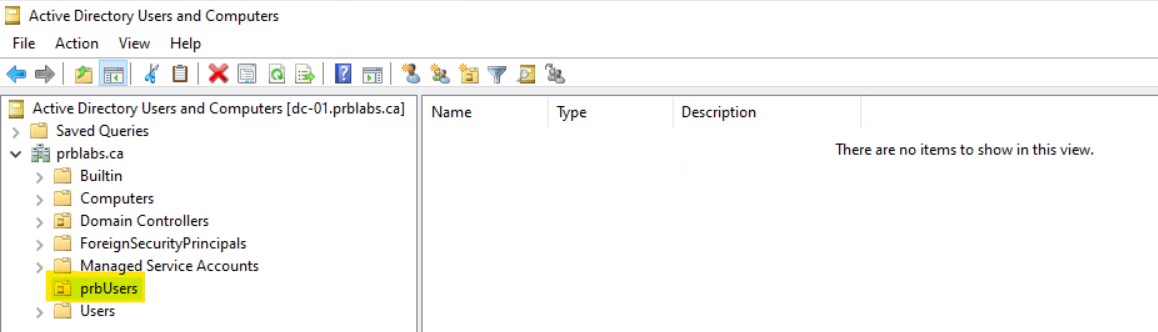 Active Directory Users and Computers
File Action View Help
Active Directory Users and Computers [dc-01.prblabs.ca]
Saved Queries
prblabs.ca
Builtin
Computers
Domain Controllers
ForeignSecurityPrincipals
Managed Service Accounts
prbUsers
Users
Name Type Description
There are no items to show in this view.